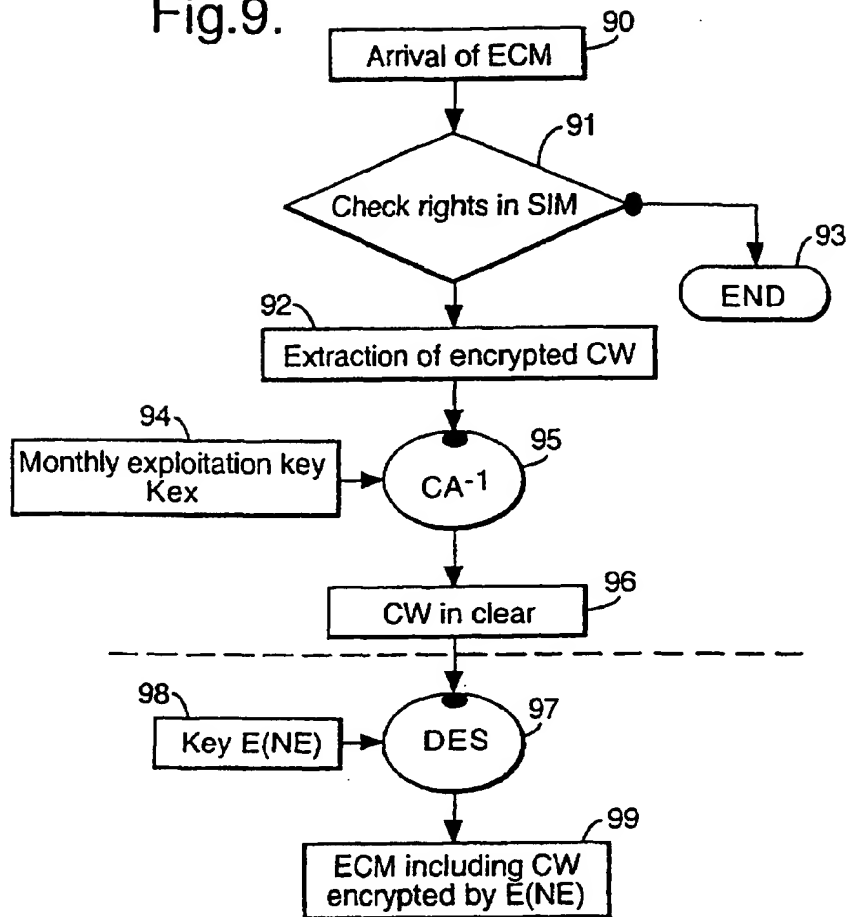 Fig.9.
90
Arrival of ECM
91
Check rights in SIM
93
END
92
Extraction of encrypted CW
94
Monthly exploitation key
Kex
95
CA-1
96
CW in clear
98
Key E(NE)
97
DES
99
ECM including CW
encrypted by E(NE)